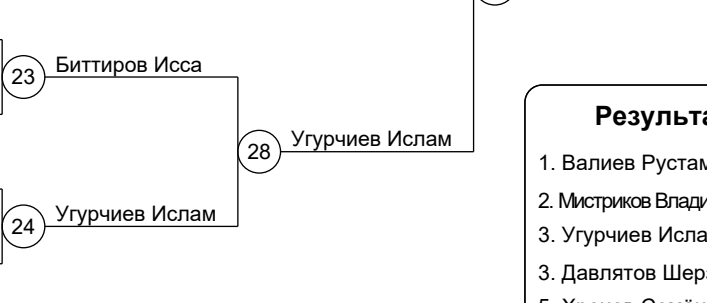 23
Биттиров Исса
28
Угурчиев Ислам
24
Угурчиев Ислам
Результа
1. Валиев Рустам
2. Мистриков Влади
3. Угурчиев Исла
3. Давлятов Шер